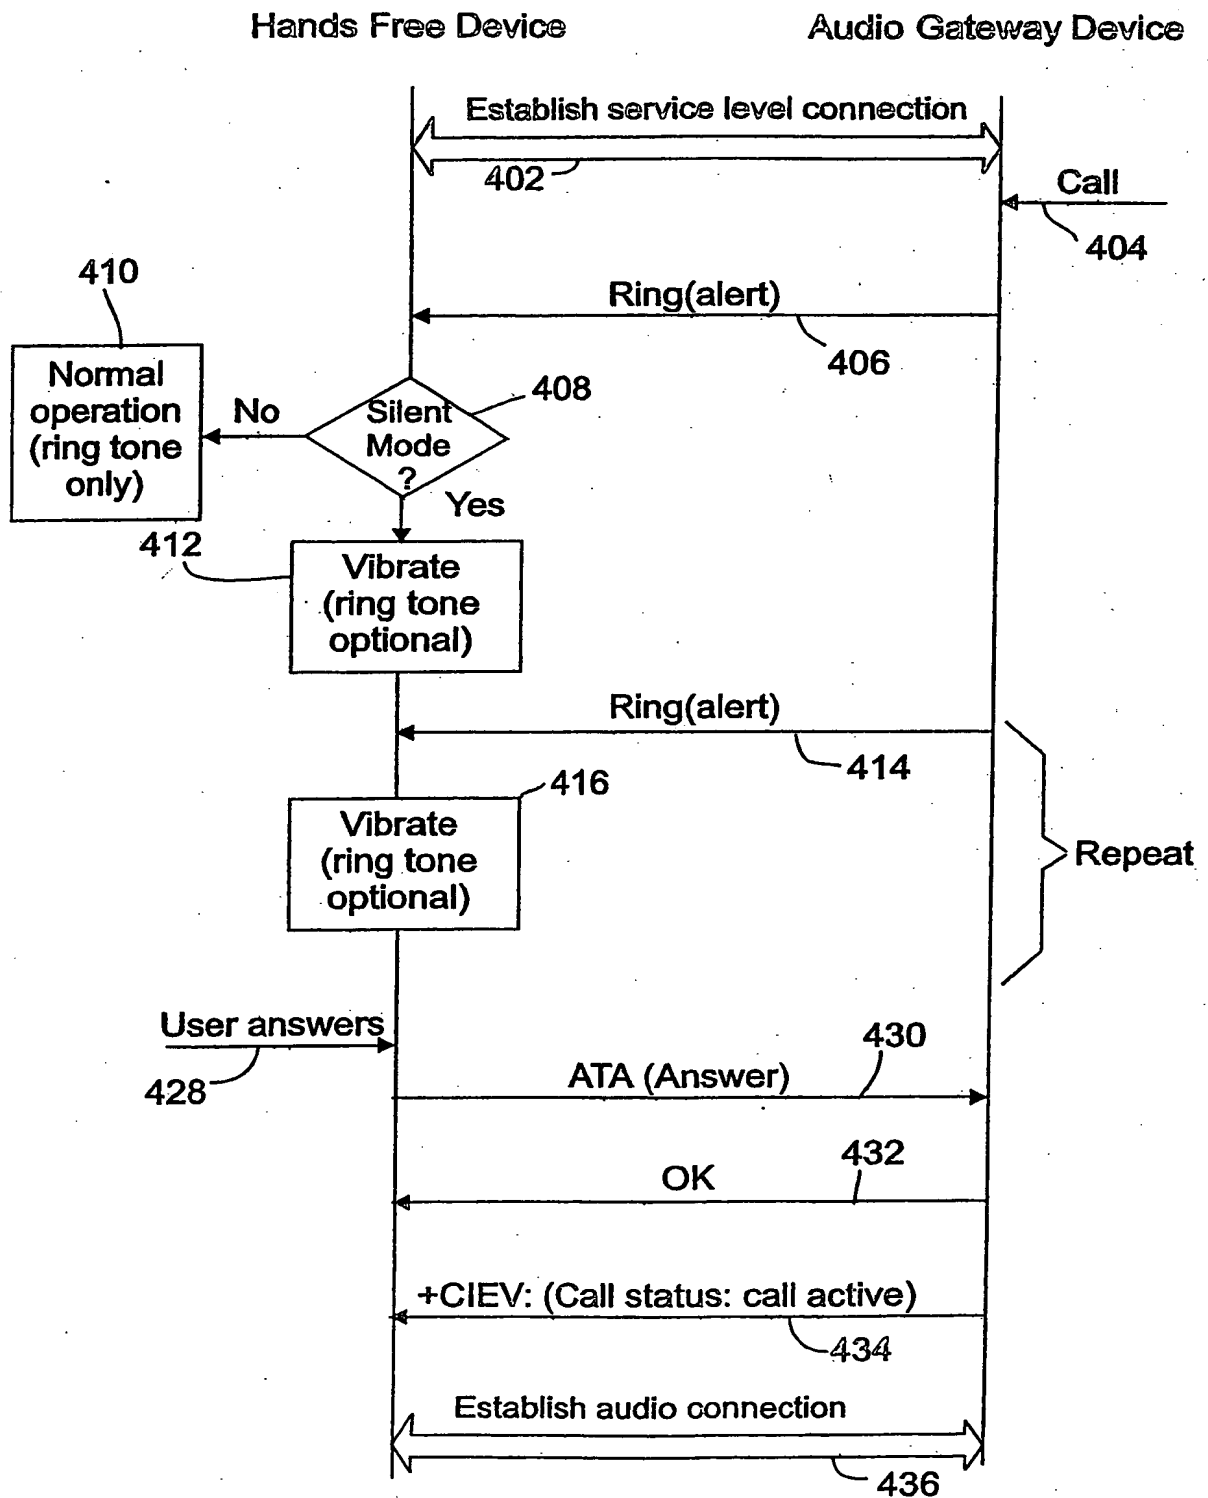 Hands Free Device
Audio Gateway Device
Establish service level connection
402
Call
404
410
Ring(alert)
406
Normal
operation
(ring tone
only)
No
Silent
Mode
?
408
Yes
412
Vibrate
(ring tone
optional)
Ring(alert)
414
416
Vibrate
(ring tone
optional)
Repeat
User answers
428
430
ATA (Answer)
432
OK
+CIEV: (Call status: call active)
434
Establish audio connection
436